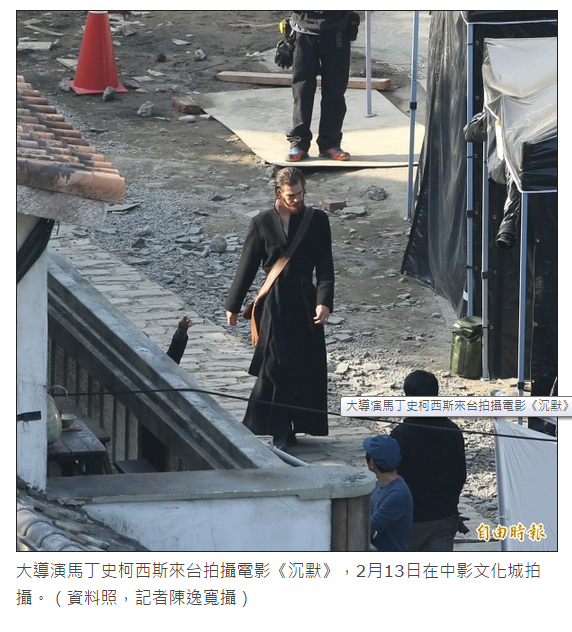 大導演馬丁史柯西斯來台拍攝電影《沉默》
自由時報
大導演馬丁史柯西斯來台拍攝電影《沉默》，2月13日在中影文化城拍
攝。（資料照，記者陳逸寬攝）